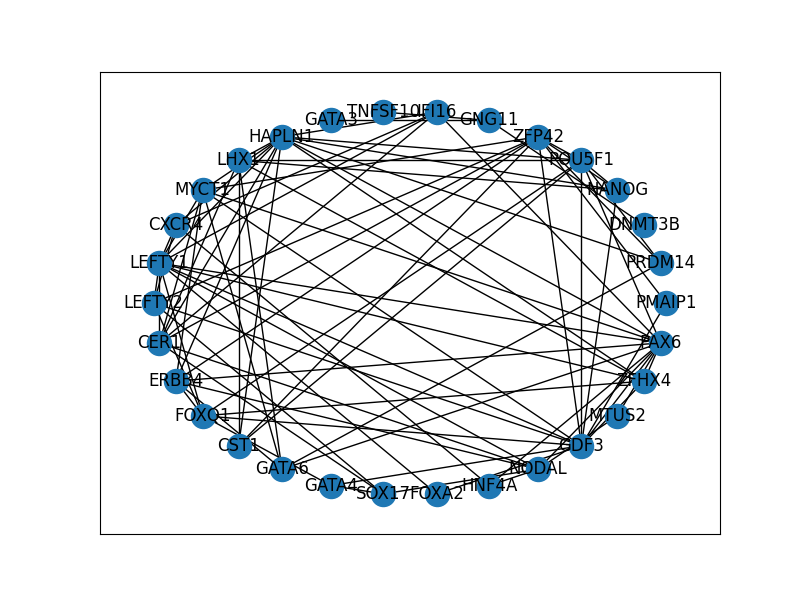 TNFSF10 IFI16
GATA3 GNG11
HAPLN1 ZFP42
LHX1 POU5F1
MYCT1 NANOG
CXCR4 DNMT3B
LEFTY1 PRDM14
LEFTY2 PMAIP1
CER1 PAX6
ERBB4 ZFHX4
FOXO1 MTUS2
CST1 GDF3
GATA6 NODAL
GATA4 HNF4A
SOX17 FOXA2